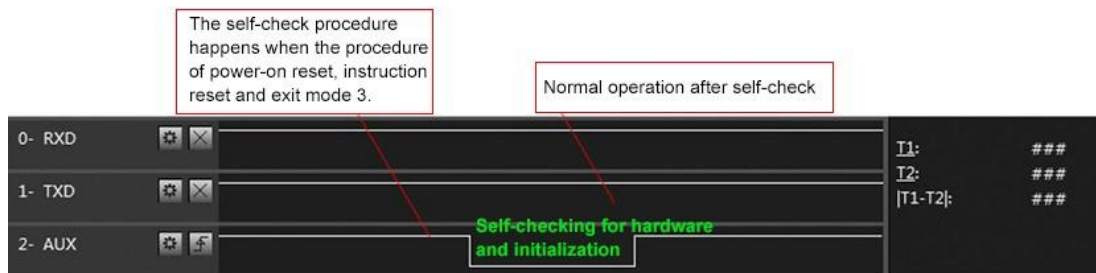 The self-check procedure
happens when the procedure
of power-on reset, instruction
reset and exit mode 3.
Normal operation after self-check
0- RXD
1- TXD
2- AUX
Self-checking for hardware
and initialization
T1: ###
T2: ###
|T1-T2|: ###